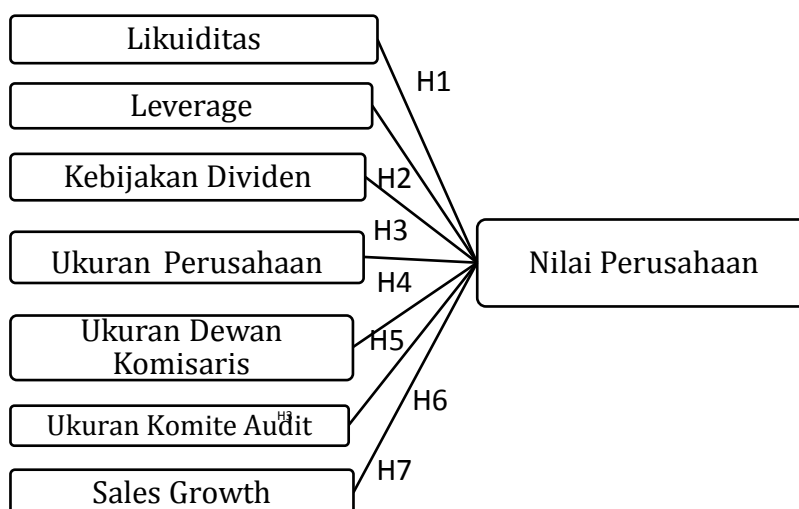 Likuiditas
H1
Leverage
Kebijakan Dividen
H2
H3
Ukuran Perusahaan
Nilai Perusahaan
H4
Ukuran Dewan
Komisaris
H5
H6
Ukuran Komite Audit
H3
H7
Sales Growth